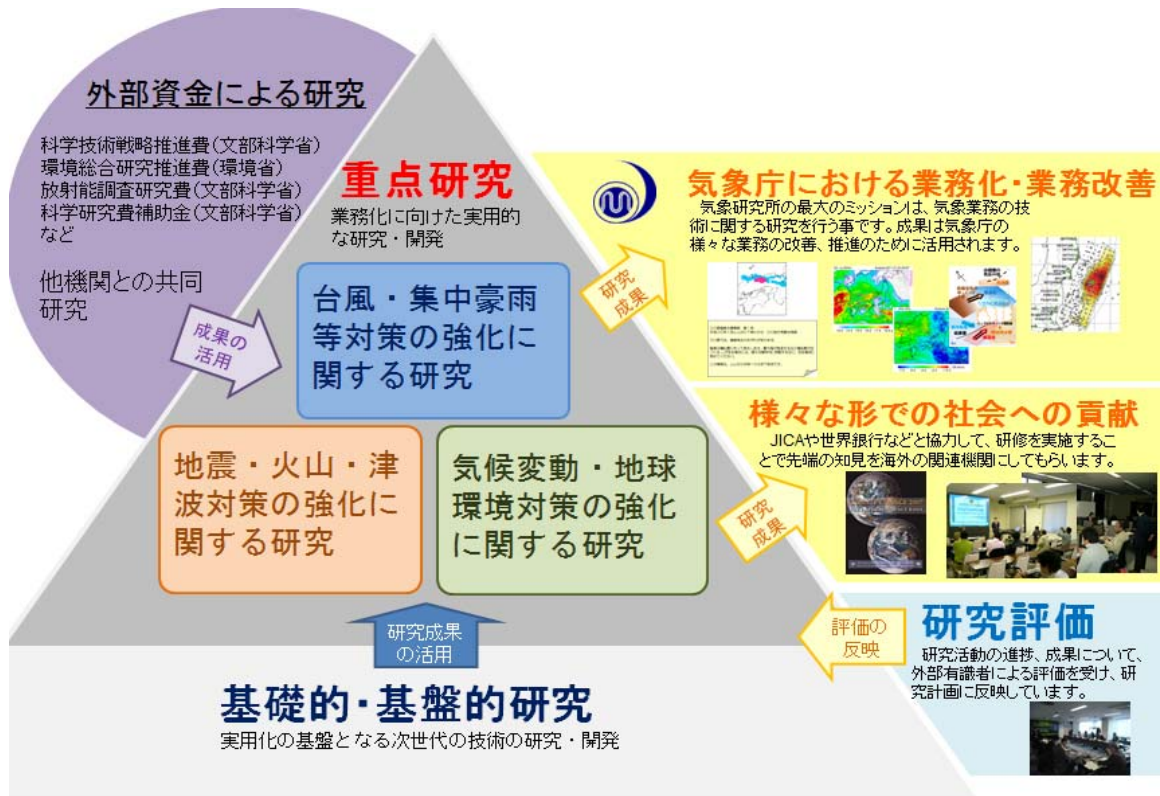 外部資金による研究
科学技術戦略推進費(文部科学省)
環境総合研究推進費(環境省)
放射能調査研究費(文部科学省)
科学研究費補助金(文部科学省)
など
他機関との共同
研究
成果の
活用
重点研究
業務化に向けた実用的
な研究・開発
台風・集中豪雨
等対策の強化に
関する研究
地震・火山・津
波対策の強化に
関する研究
気候変動・地球
環境対策の強化
に関する研究
研究成果
の活用
基礎的・基盤的研究
実用化の基盤となる次世代の技術の研究・開発
研究
成果
気象庁における業務化・業務改善
気象研究所の最大のミッションは、気象業務の技
術に関する研究を行う事です。成果は気象庁の
様々な業務の改善、推進のために活用されます。
研究
成果
様々な形での社会への貢献
JICAや世界銀行などと協力して、研修を実施するこ
とで先端の知見を海外の関連機関にしてもらいます。
評価の
反映
研究評価
研究活動の進捗、成果について、
外部有識者による評価を受け、研
究計画に反映しています。